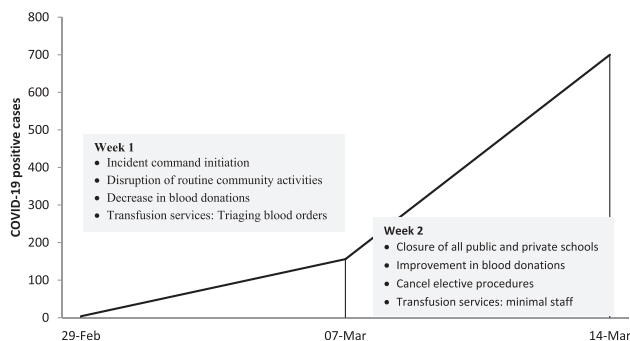 800
700
600
500
400
300
200
100
0
COVID-19 positive cases
Week 1
• Incident command initiation
• Disruption of routine community activities
• Decrease in blood donations
• Transfusion services: Triaging blood orders
Week 2
• Closure of all public and private schools
• Improvement in blood donations
• Cancel elective procedures
• Transfusion services: minimal staff
29-Feb 07-Mar 14-Mar